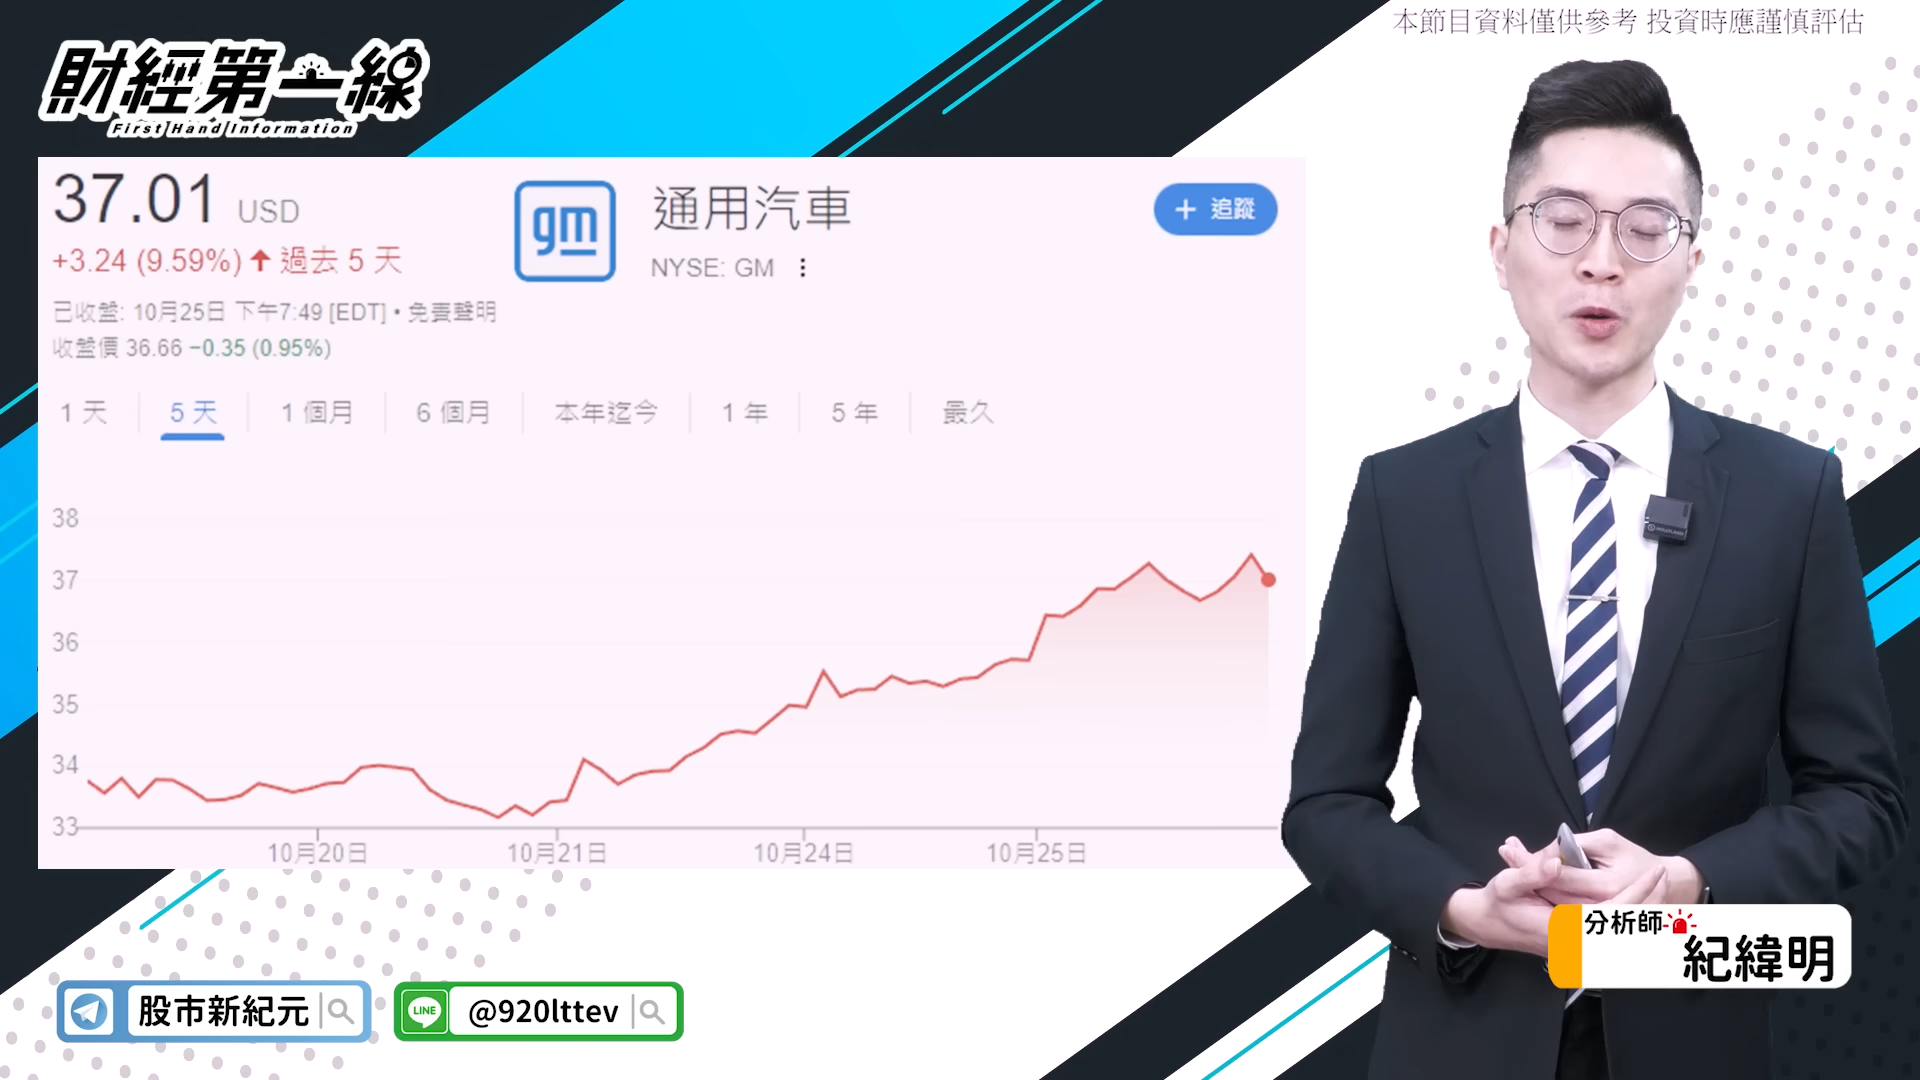 本節目資料僅供參考 投資時應謹慎評估
財經第一線
First Hand Information
37.01 USD
+3.24 (9.59%) ↑ 過去 5 天
已收盤: 10月25日 下午7:49 [EDT] • 免責聲明
收盤價 36.66 −0.35 (0.95%)
gm
通用汽車
NYSE: GM
+ 追蹤
1 天
5 天
1 個月
6 個月
本年迄今
1 年
5 年
最久
38
37
36
35
34
33
10月20日
10月21日
10月24日
10月25日
分析師
紀緯明
股市新紀元
LINE
@920lttev